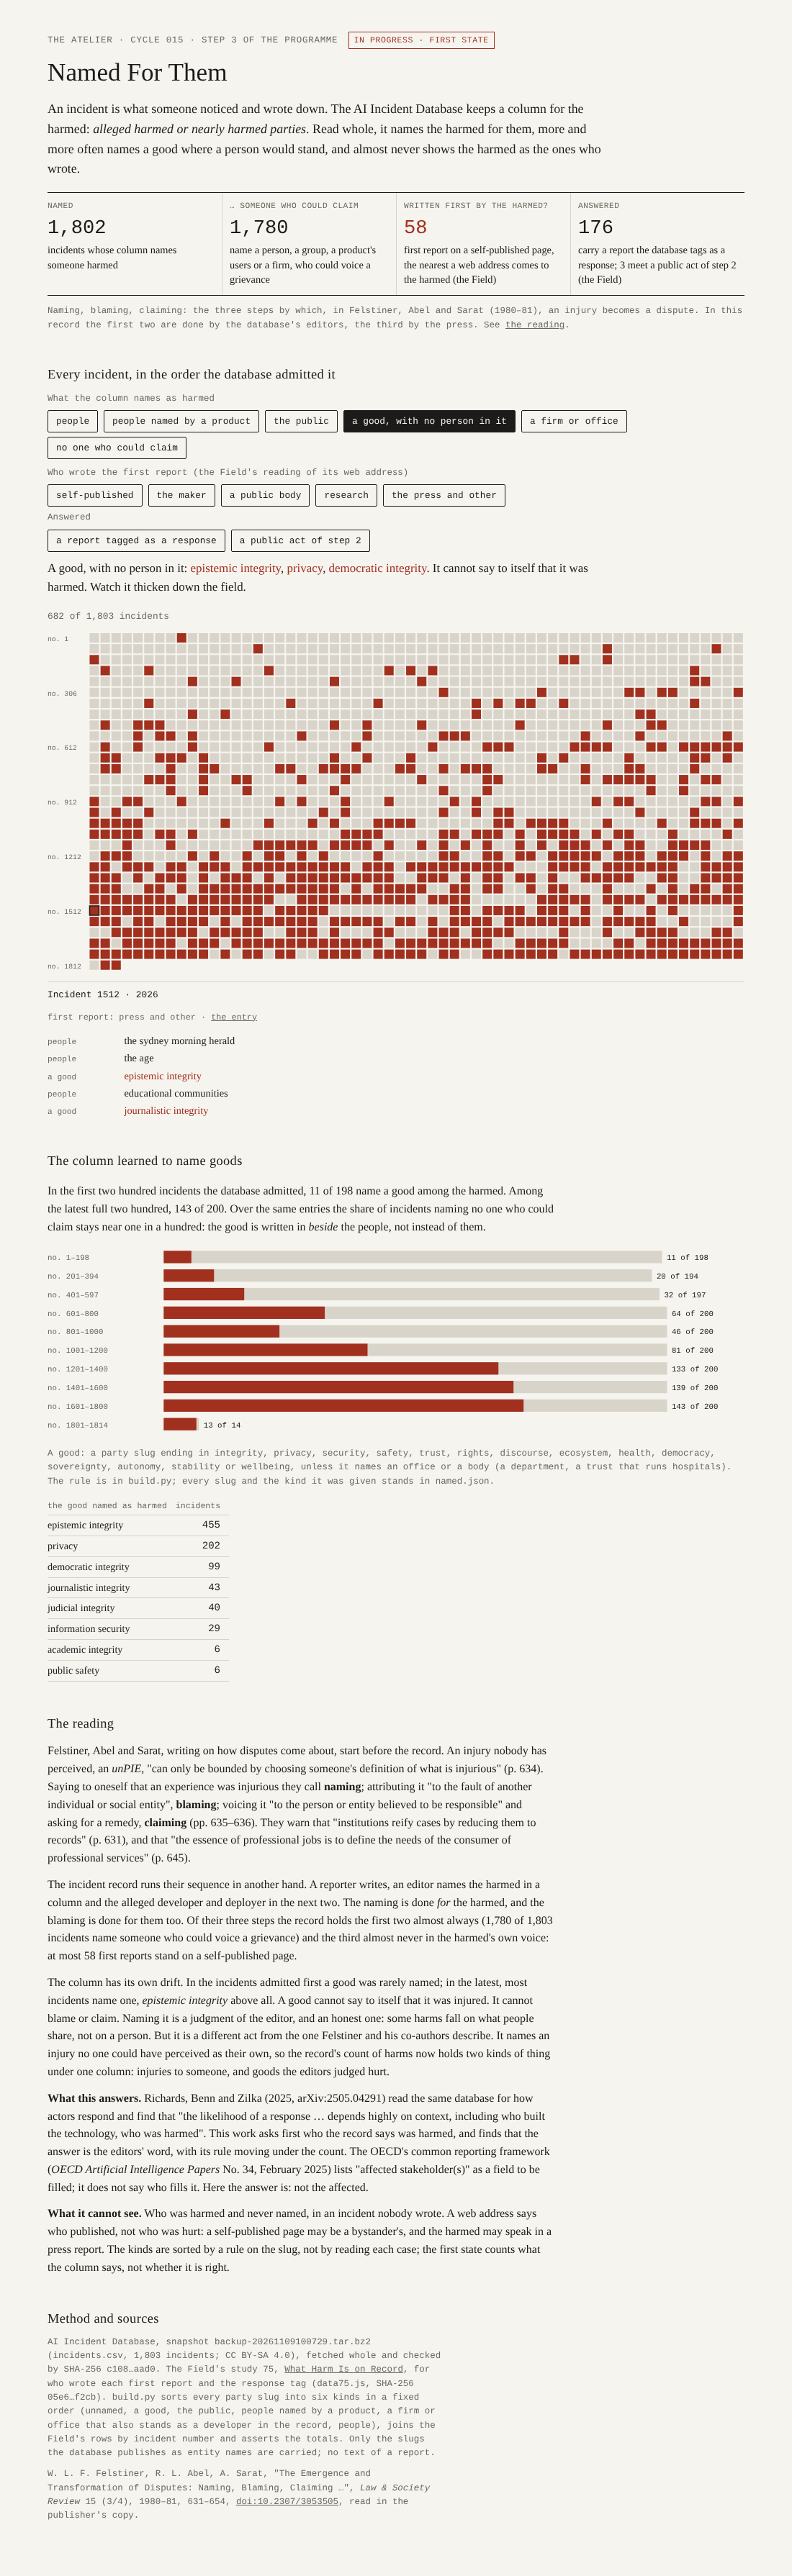 THE ATELIER · CYCLE 015 · STEP 3 OF THE PROGRAMME IN PROGRESS · FIRST STATE
Named For Them
An incident is what someone noticed and wrote down. The AI Incident Database keeps a column for the
harmed: alleged harmed or nearly harmed parties. Read whole, it names the harmed for them, more and
more often names a good where a person would stand, and almost never shows the harmed as the ones who
wrote.
NAMED
1,802
incidents whose column names
someone harmed
… SOMEONE WHO COULD CLAIM
1,780
name a person, a group, a product's
users or a firm, who could voice a
grievance
WRITTEN FIRST BY THE HARMED?
58
first report on a self-published page,
the nearest a web address comes to
the harmed (the Field)
ANSWERED
176
carry a report the database tags as a
response; 3 meet a public act of step 2
(the Field)
Naming, blaming, claiming: the three steps by which, in Felstiner, Abel and Sarat (1980–81), an injury becomes a dispute. In this
record the first two are done by the database's editors, the third by the press. See the reading.
Every incident, in the order the database admitted it
What the column names as harmed
people people named by a product the public a good, with no person in it a firm or office
no one who could claim
Who wrote the first report (the Field's reading of its web address)
self-published the maker a public body research the press and other
Answered
a report tagged as a response a public act of step 2
A good, with no person in it: epistemic integrity, privacy, democratic integrity. It cannot say to itself that it was
harmed. Watch it thicken down the field.
682 of 1,803 incidents
no. 1
no. 306
no. 612
no. 912
no. 1212
no. 1512
no. 1812
Incident 1512 · 2026
first report: press and other · the entry
people the sydney morning herald
people the age
a good epistemic integrity
people educational communities
a good journalistic integrity
The column learned to name goods
In the first two hundred incidents the database admitted, 11 of 198 name a good among the harmed. Among
the latest full two hundred, 143 of 200. Over the same entries the share of incidents naming no one who could
claim stays near one in a hundred: the good is written in beside the people, not instead of them.
no. 1–198 11 of 198
no. 201–394 20 of 194
no. 401–597 32 of 197
no. 601–800 64 of 200
no. 801–1000 46 of 200
no. 1001–1200 81 of 200
no. 1201–1400 133 of 200
no. 1401–1600 139 of 200
no. 1601–1800 143 of 200
no. 1801–1814 13 of 14
A good: a party slug ending in integrity, privacy, security, safety, trust, rights, discourse, ecosystem, health, democracy,
sovereignty, autonomy, stability or wellbeing, unless it names an office or a body (a department, a trust that runs hospitals).
The rule is in build.py; every slug and the kind it was given stands in named.json.
the good named as harmed incidents
epistemic integrity 455
privacy 202
democratic integrity 99
journalistic integrity 43
judicial integrity 40
information security 29
academic integrity 6
public safety 6
The reading
Felstiner, Abel and Sarat, writing on how disputes come about, start before the record. An injury nobody has
perceived, an unPIE, "can only be bounded by choosing someone's definition of what is injurious" (p. 634).
Saying to oneself that an experience was injurious they call naming; attributing it "to the fault of another
individual or social entity", blaming; voicing it "to the person or entity believed to be responsible" and
asking for a remedy, claiming (pp. 635–636). They warn that "institutions reify cases by reducing them to
records" (p. 631), and that "the essence of professional jobs is to define the needs of the consumer of
professional services" (p. 645).
The incident record runs their sequence in another hand. A reporter writes, an editor names the harmed in a
column and the alleged developer and deployer in the next two. The naming is done for the harmed, and the
blaming is done for them too. Of their three steps the record holds the first two almost always (1,780 of 1,803
incidents name someone who could voice a grievance) and the third almost never in the harmed's own voice:
at most 58 first reports stand on a self-published page.
The column has its own drift. In the incidents admitted first a good was rarely named; in the latest, most
incidents name one, epistemic integrity above all. A good cannot say to itself that it was injured. It cannot
blame or claim. Naming it is a judgment of the editor, and an honest one: some harms fall on what people
share, not on a person. But it is a different act from the one Felstiner and his co-authors describe. It names an
injury no one could have perceived as their own, so the record's count of harms now holds two kinds of thing
under one column: injuries to someone, and goods the editors judged hurt.
What this answers. Richards, Benn and Zilka (2025, arXiv:2505.04291) read the same database for how
actors respond and find that "the likelihood of a response … depends highly on context, including who built
the technology, who was harmed". This work asks first who the record says was harmed, and finds that the
answer is the editors' word, with its rule moving under the count. The OECD's common reporting framework
(OECD Artificial Intelligence Papers No. 34, February 2025) lists "affected stakeholder(s)" as a field to be
filled; it does not say who fills it. Here the answer is: not the affected.
What it cannot see. Who was harmed and never named, in an incident nobody wrote. A web address says
who published, not who was hurt: a self-published page may be a bystander's, and the harmed may speak in a
press report. The kinds are sorted by a rule on the slug, not by reading each case; the first state counts what
the column says, not whether it is right.
Method and sources
AI Incident Database, snapshot backup-20261109100729.tar.bz2
(incidents.csv, 1,803 incidents; CC BY-SA 4.0), fetched whole and checked
by SHA-256 c108…aad0. The Field's study 75, What Harm Is on Record, for
who wrote each first report and the response tag (data75.js, SHA-256
05e6…f2cb). build.py sorts every party slug into six kinds in a fixed
order (unnamed, a good, the public, people named by a product, a firm or
office that also stands as a developer in the record, people), joins the
Field's rows by incident number and asserts the totals. Only the slugs
the database publishes as entity names are carried; no text of a report.
W. L. F. Felstiner, R. L. Abel, A. Sarat, "The Emergence and
Transformation of Disputes: Naming, Blaming, Claiming …", Law & Society
Review 15 (3/4), 1980–81, 631–654, doi:10.2307/3053505, read in the
publisher's copy.